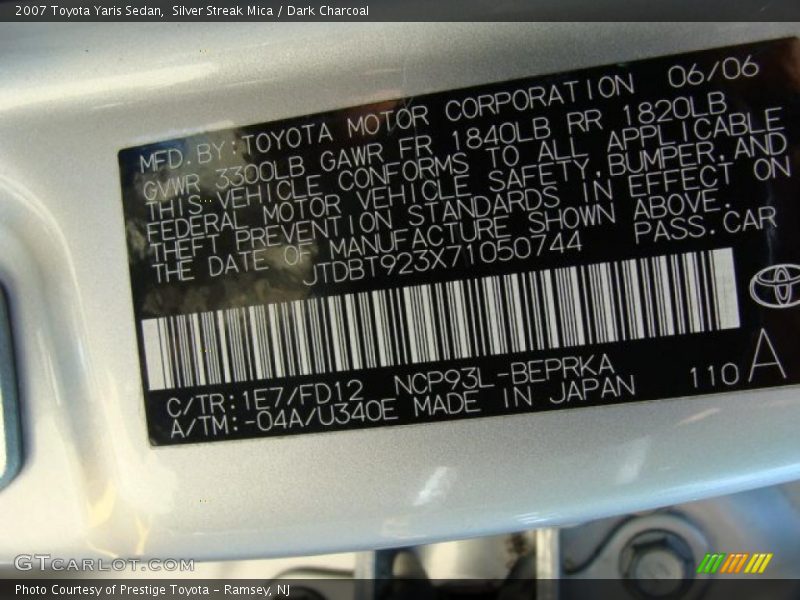 2007 Toyota Yaris Sedan,  Silver Streak Mica / Dark Charcoal
MFD.BY:TOYOTA MOTOR CORPORATION 06/06
GVWR 3300LB GAWR FR 1840LB RR 1820LB
THIS VEHICLE CONFORMS TO ALL APPLICABLE
FEDERAL MOTOR VEHICLE SAFETY,BUMPER,AND
THEFT PREVENTION STANDARDS IN EFFECT ON
THE DATE OF MANUFACTURE SHOWN ABOVE.
JTDBT923X71050744 PASS.CAR
C/TR:1E7/FD12 NCP93L-BEPRKA 110 A
A/TM:-04A/U340E MADE IN JAPAN
GTCARLOT.COM
Photo Courtesy of Prestige Toyota - Ramsey, NJ